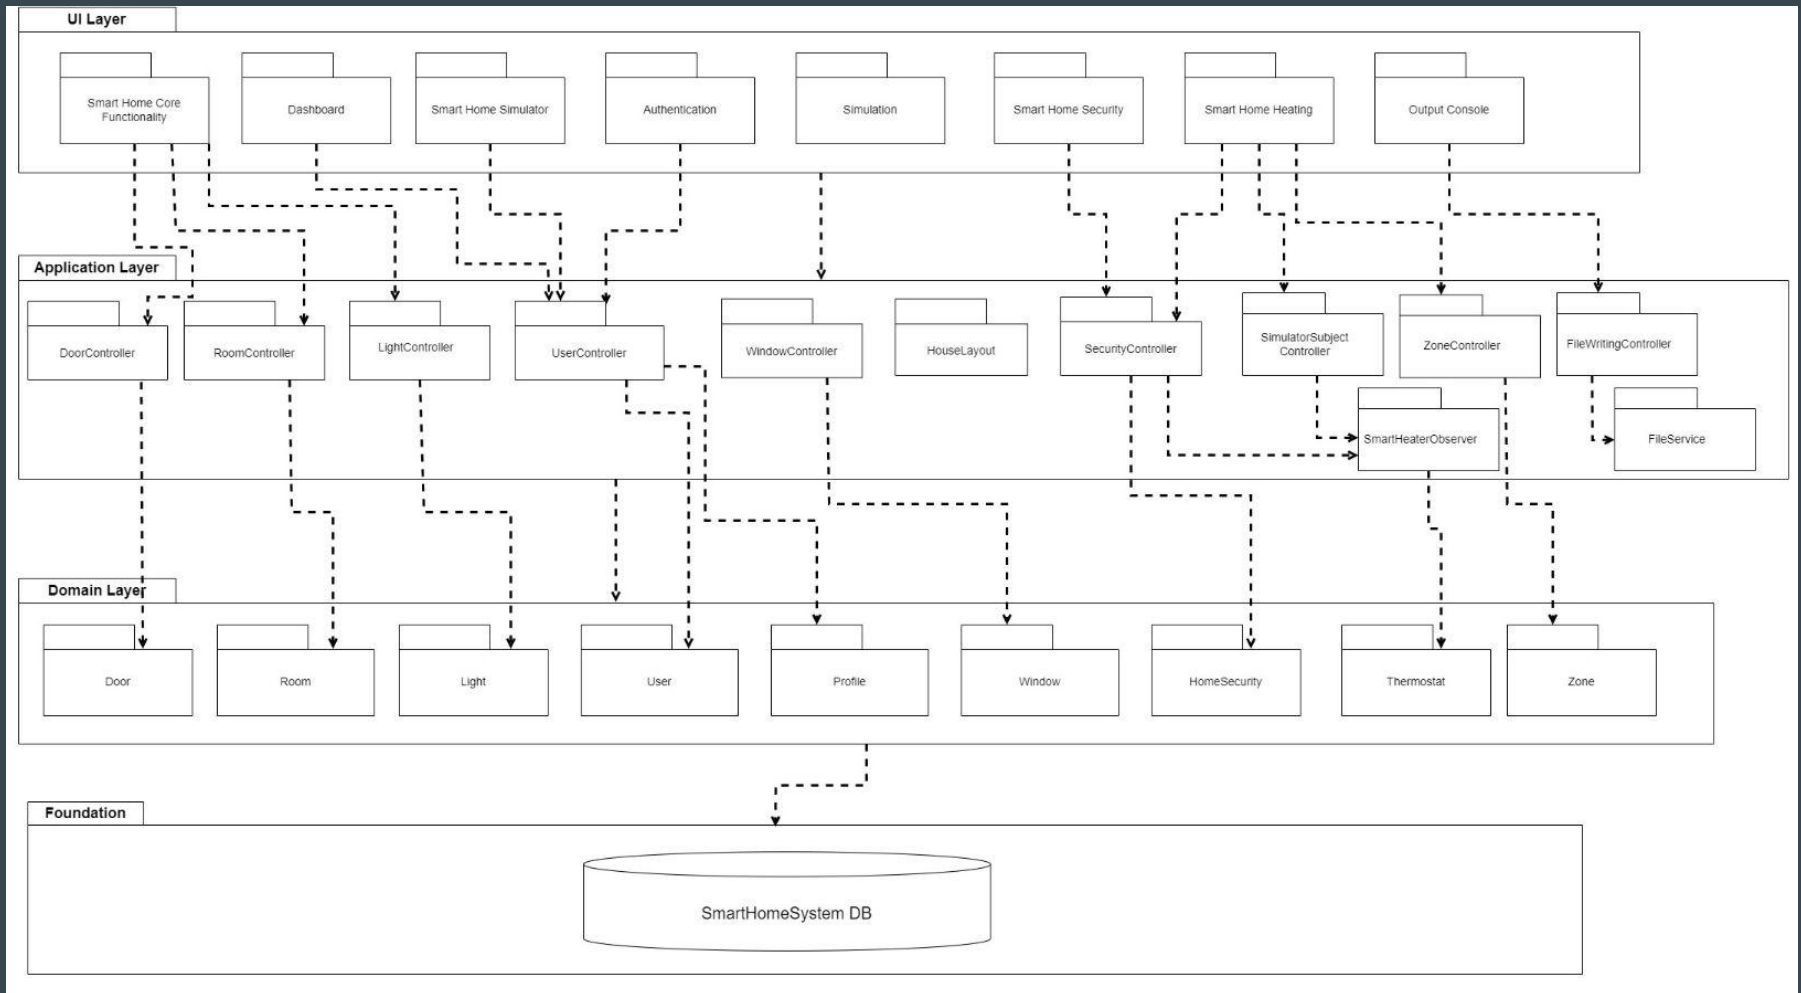 UI Layer
Smart Home Core
Functionality
Dashboard
Smart Home Simulator
Authentication
Simulation
Smart Home Security
Smart Home Heating
Output Console
Application Layer
DoorController
RoomController
LightController
UserController
WindowController
HouseLayout
SecurityController
SimulatorSubject
Controller
ZoneController
FileWritingController
SmartHeaterObserver
FileService
Domain Layer
Door
Room
Light
User
Profile
Window
HomeSecurity
Thermostat
Zone
Foundation
SmartHomeSystem DB